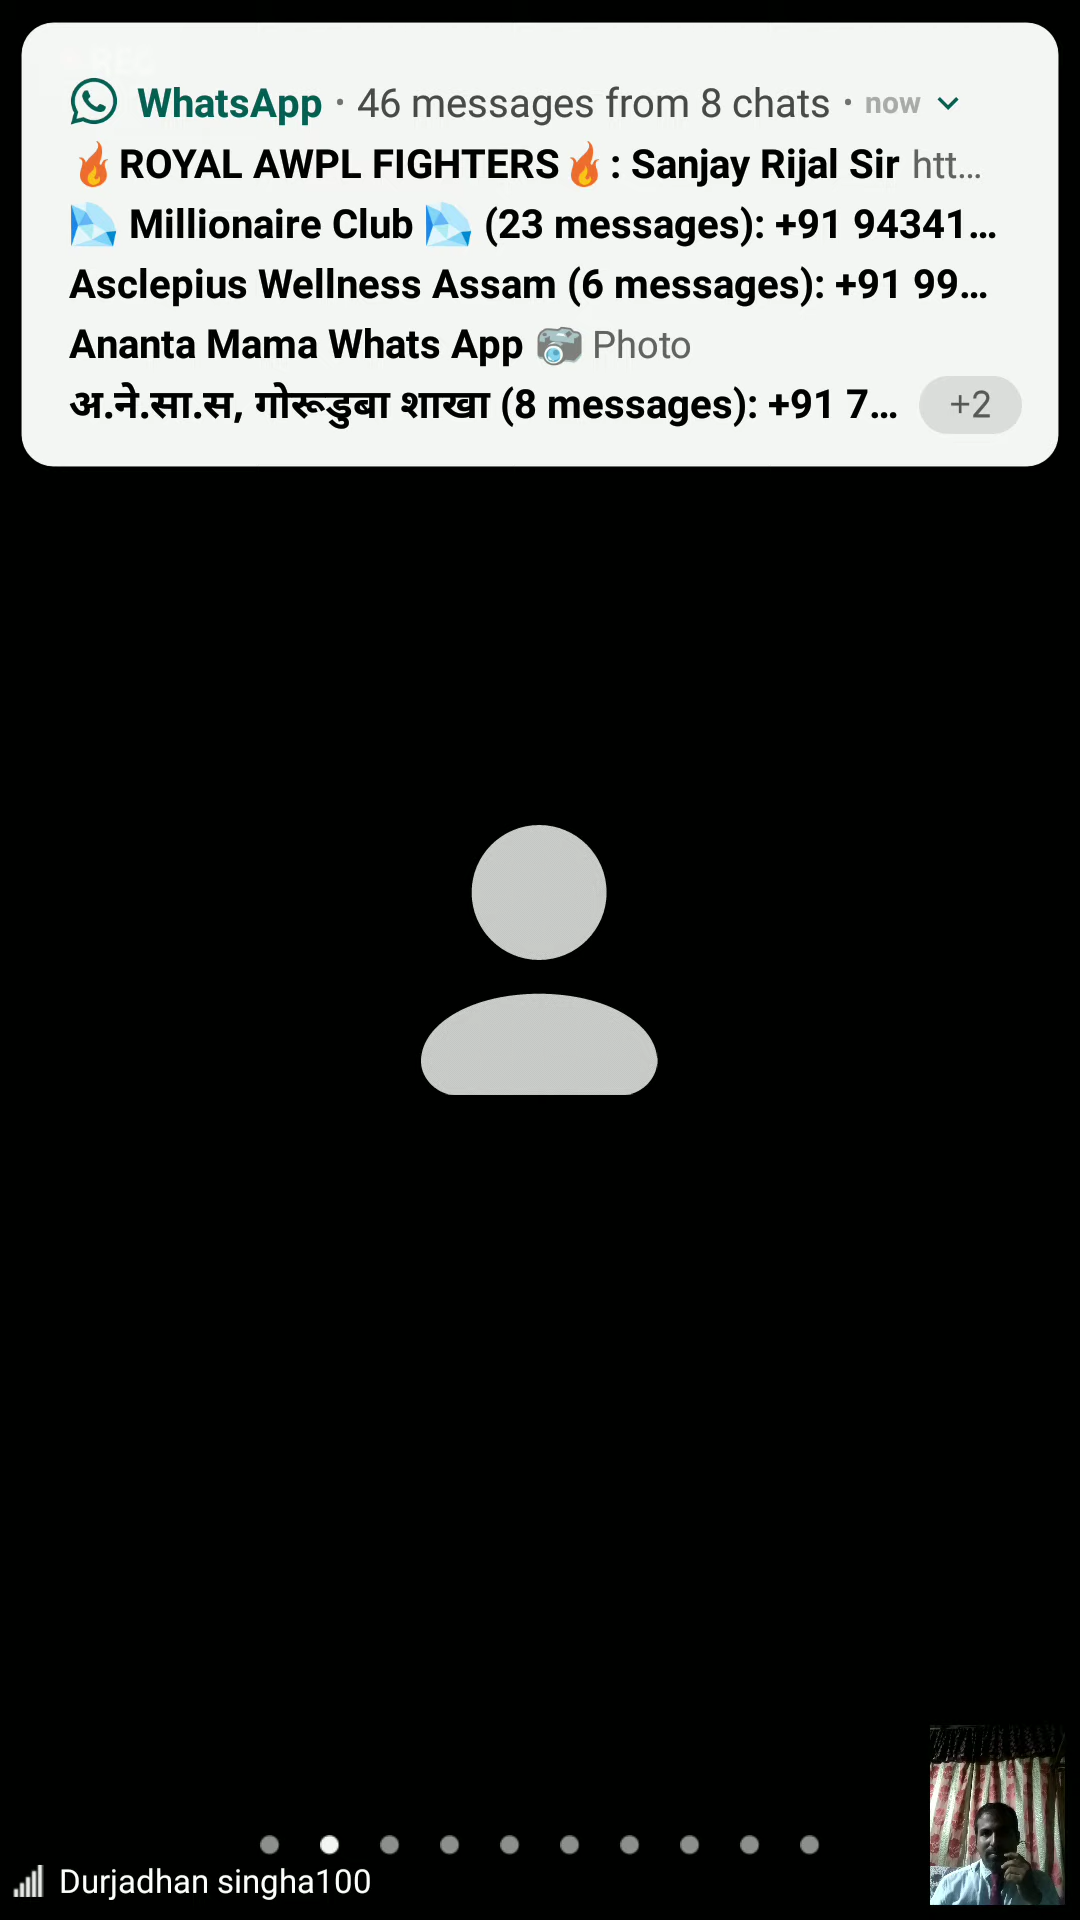 WhatsApp · 46 messages from 8 chats · now
🔥ROYAL AWPL FIGHTERS🔥: Sanjay Rijal Sir htt...
Millionaire Club (23 messages): +91 94341...
Asclepius Wellness Assam (6 messages): +91 99...
Ananta Mama Whats App 📷 Photo
अ.ने.सा.स, गोरूडुबा शाखा (8 messages): +91 7... +2
Durjadhan singha100